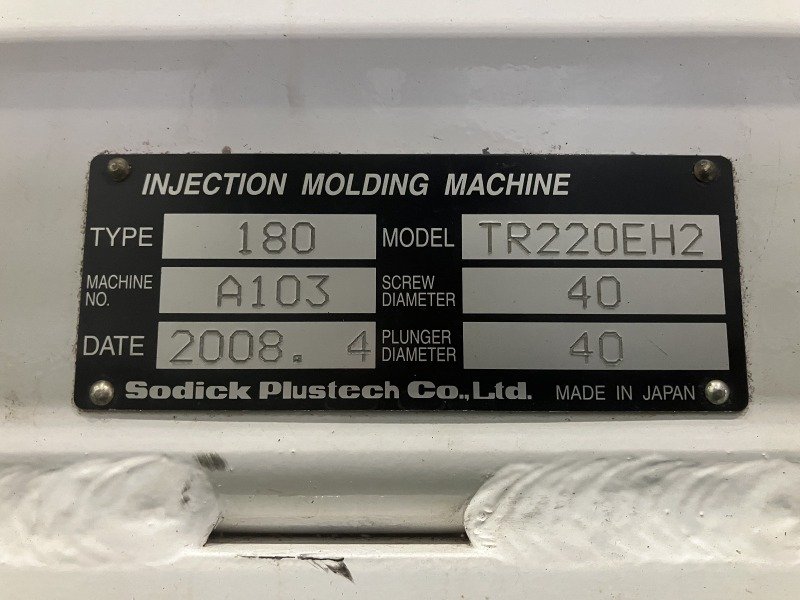 INJECTION MOLDING MACHINE
TYPE 180 MODEL TR220EH2
MACHINE NO. A103 SCREW DIAMETER 40
DATE 2008. 4 PLUNGER DIAMETER 40
Sodick Plustech Co.,Ltd. MADE IN JAPAN